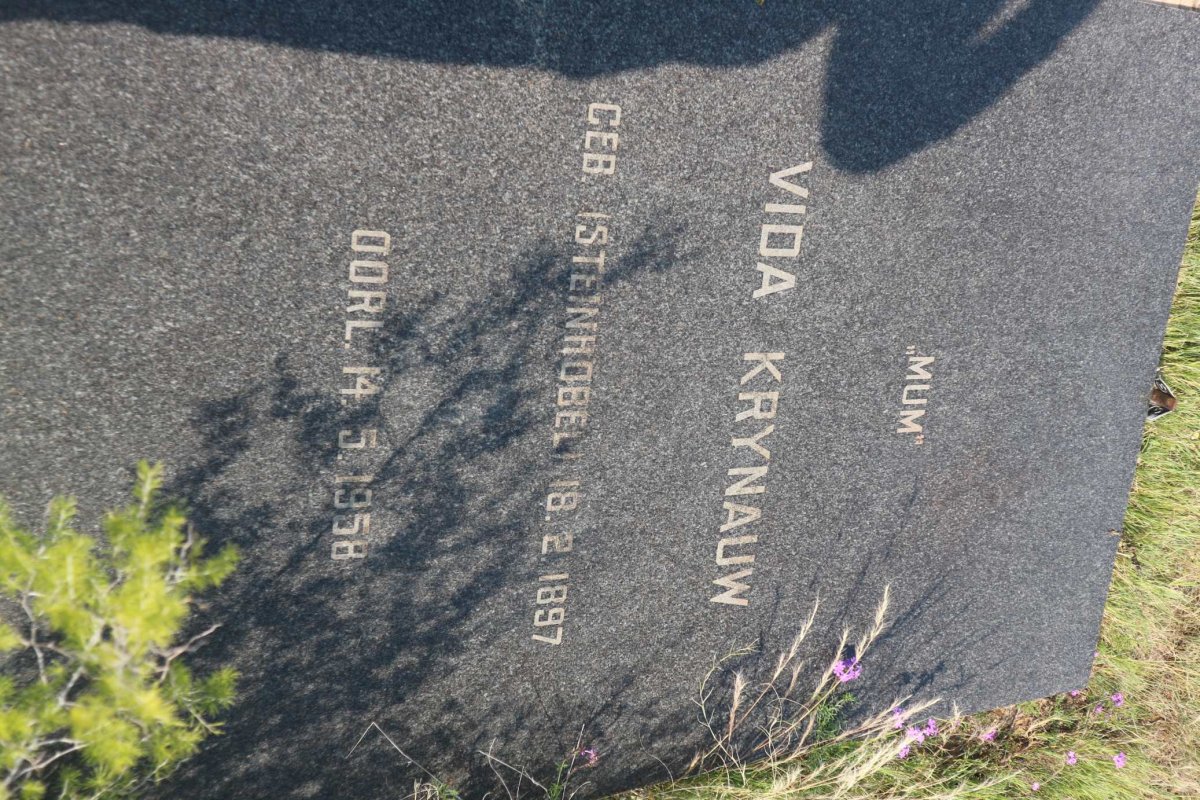 „MUM”
VIDA KRYNAUW
GEB. (STEINHOBEL) 18.2.1897
OORL. 14.5.1958